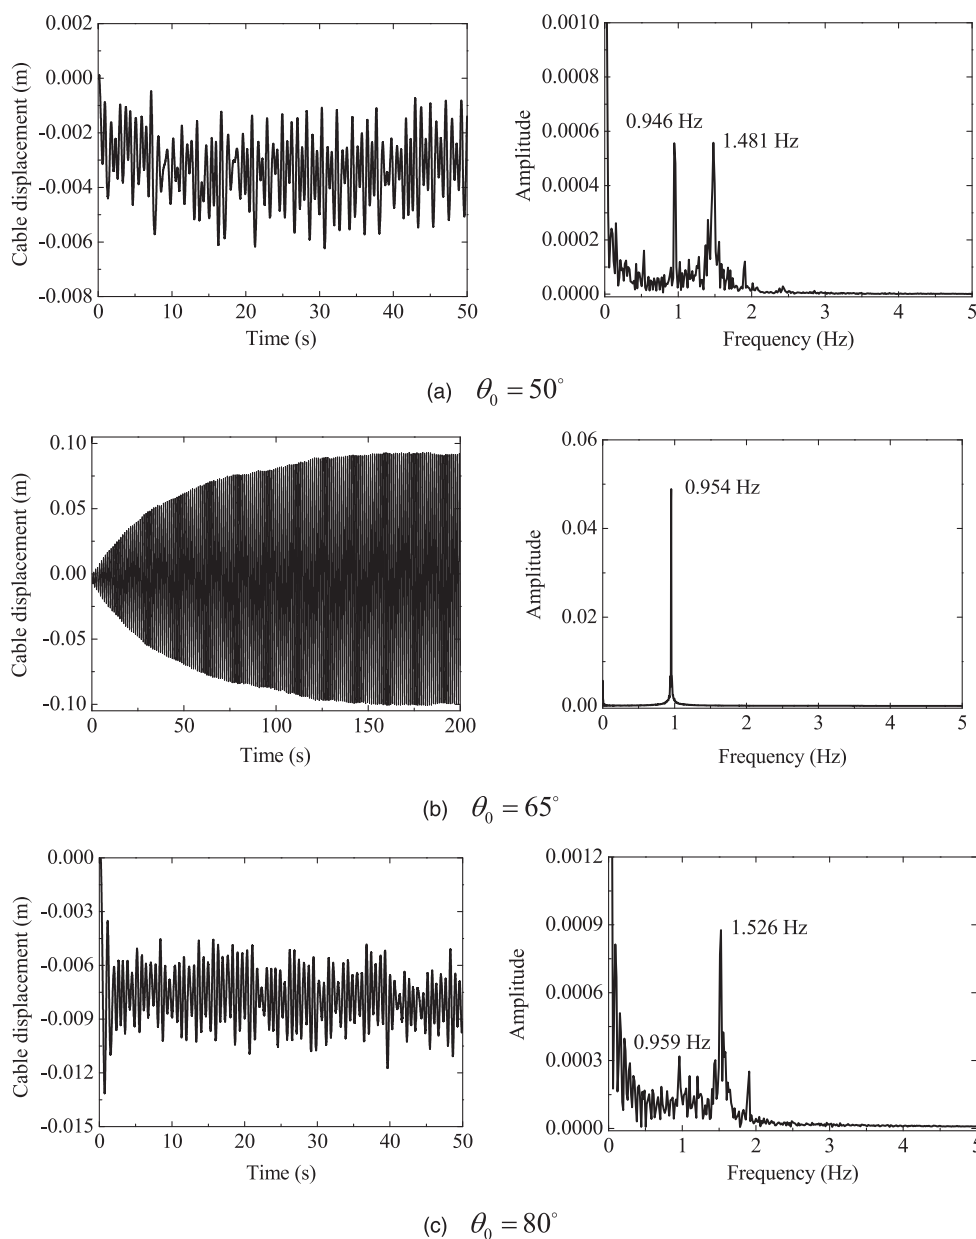 0.002
0.000
-0.002
-0.004
-0.006
-0.008
Cable displacement (m)
0 10 20 30 40 50
Time (s)
0.0010
0.0008
0.0006
0.0004
0.0002
0.0000
Amplitude
0.946 Hz
1.481 Hz
0 1 2 3 4 5
Frequency (Hz)
(a) θ₀ = 50°
0.10
0.05
0.00
-0.05
-0.10
Cable displacement (m)
0 50 100 150 200
Time (s)
0.06
0.04
0.02
0.00
Amplitude
0.954 Hz
0 1 2 3 4 5
Frequency (Hz)
(b) θ₀ = 65°
0.000
-0.003
-0.006
-0.009
-0.012
-0.015
Cable displacement (m)
0 10 20 30 40 50
Time (s)
0.0012
0.0009
0.0006
0.0003
0.0000
Amplitude
1.526 Hz
0.959 Hz
0 1 2 3 4 5
Frequency (Hz)
(c) θ₀ = 80°